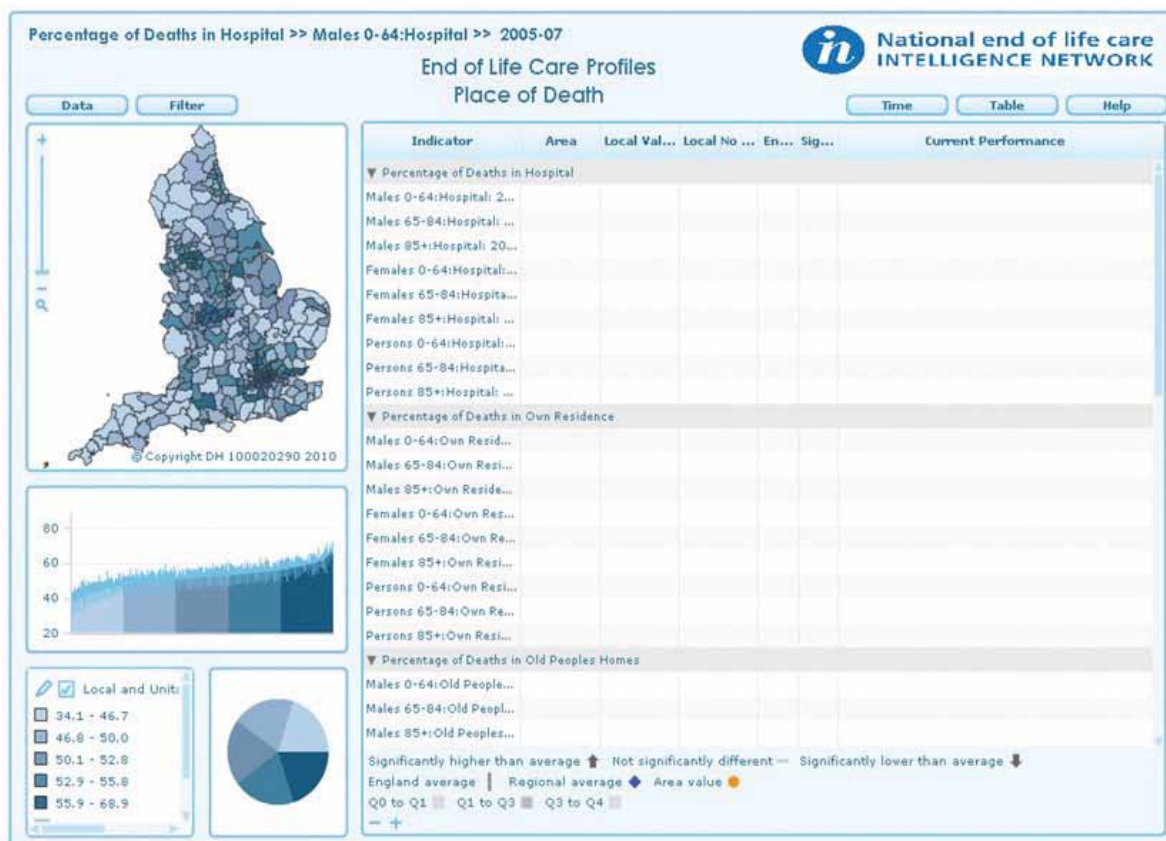 Percentage of Deaths in Hospital >> Males 0-64:Hospital >> 2005-07
End of Life Care Profiles
Place of Death
in
National end of life care
INTELLIGENCE NETWORK
Data Filter
Time Table Help
+
−
© Copyright DH 100020290 2010
80
60
40
20
Local and Unit
34.1 - 46.7
46.8 - 50.0
50.1 - 52.8
52.9 - 55.8
55.9 - 68.9
Indicator Area Local Val... Local No ... En... Sig... Current Performance
▼ Percentage of Deaths in Hospital
Males 0-64:Hospital: 2...
Males 65-84:Hospital: ...
Males 85+:Hospital: 20...
Females 0-64:Hospital:...
Females 65-84:Hospita...
Females 85+:Hospital: ...
Persons 0-64:Hospital:...
Persons 65-84:Hospita...
Persons 85+:Hospital: ...
▼ Percentage of Deaths in Own Residence
Males 0-64:Own Resid...
Males 65-84:Own Resi...
Males 85+:Own Reside...
Females 0-64:Own Res...
Females 65-84:Own Re...
Females 85+:Own Resi...
Persons 0-64:Own Resi...
Persons 65-84:Own Re...
Persons 85+:Own Resi...
▼ Percentage of Deaths in Old Peoples Homes
Males 0-64:Old People...
Males 65-84:Old Peopl...
Males 85+:Old Peoples...
Significantly higher than average Not significantly different Significantly lower than average
England average Regional average Area value
Q0 to Q1 Q1 to Q3 Q3 to Q4
− +